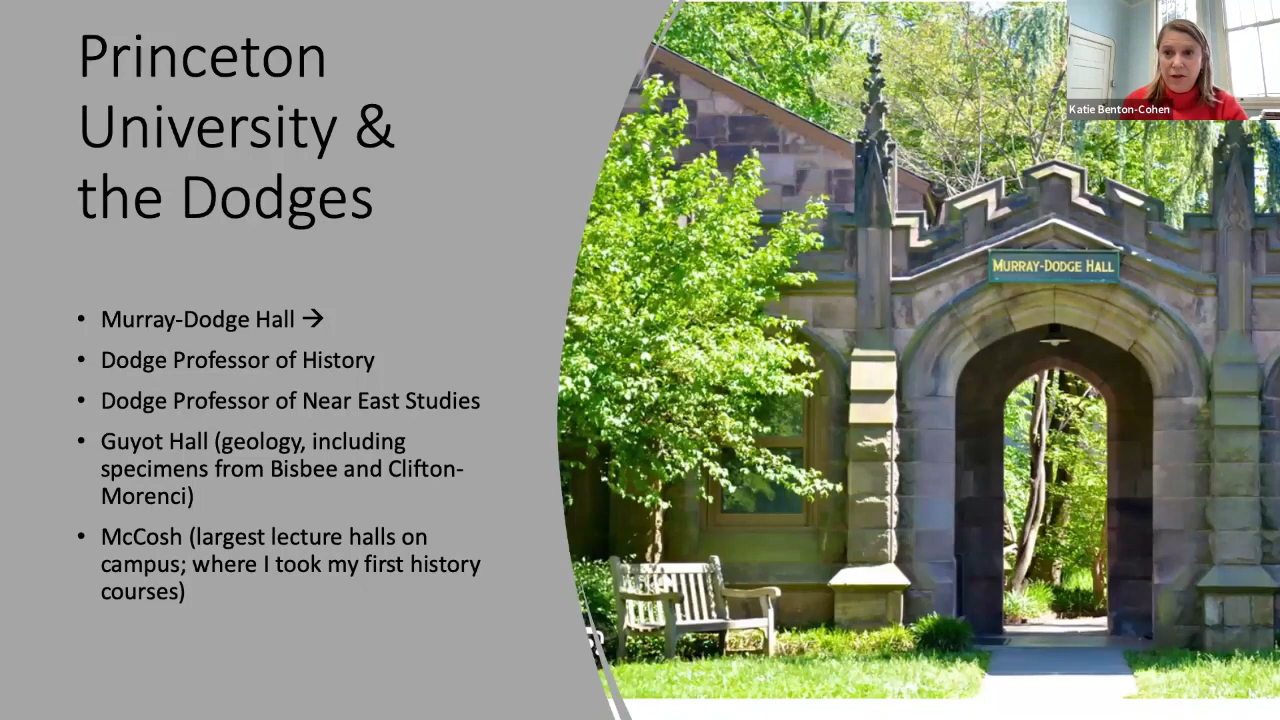 Princeton
University &
the Dodges
• Murray-Dodge Hall →
• Dodge Professor of History
• Dodge Professor of Near East Studies
• Guyot Hall (geology, including
specimens from Bisbee and Clifton-
Morenci)
• McCosh (largest lecture halls on
campus; where I took my first history
courses)
MURRAY-DODGE HALL
Katie Benton-Cohen